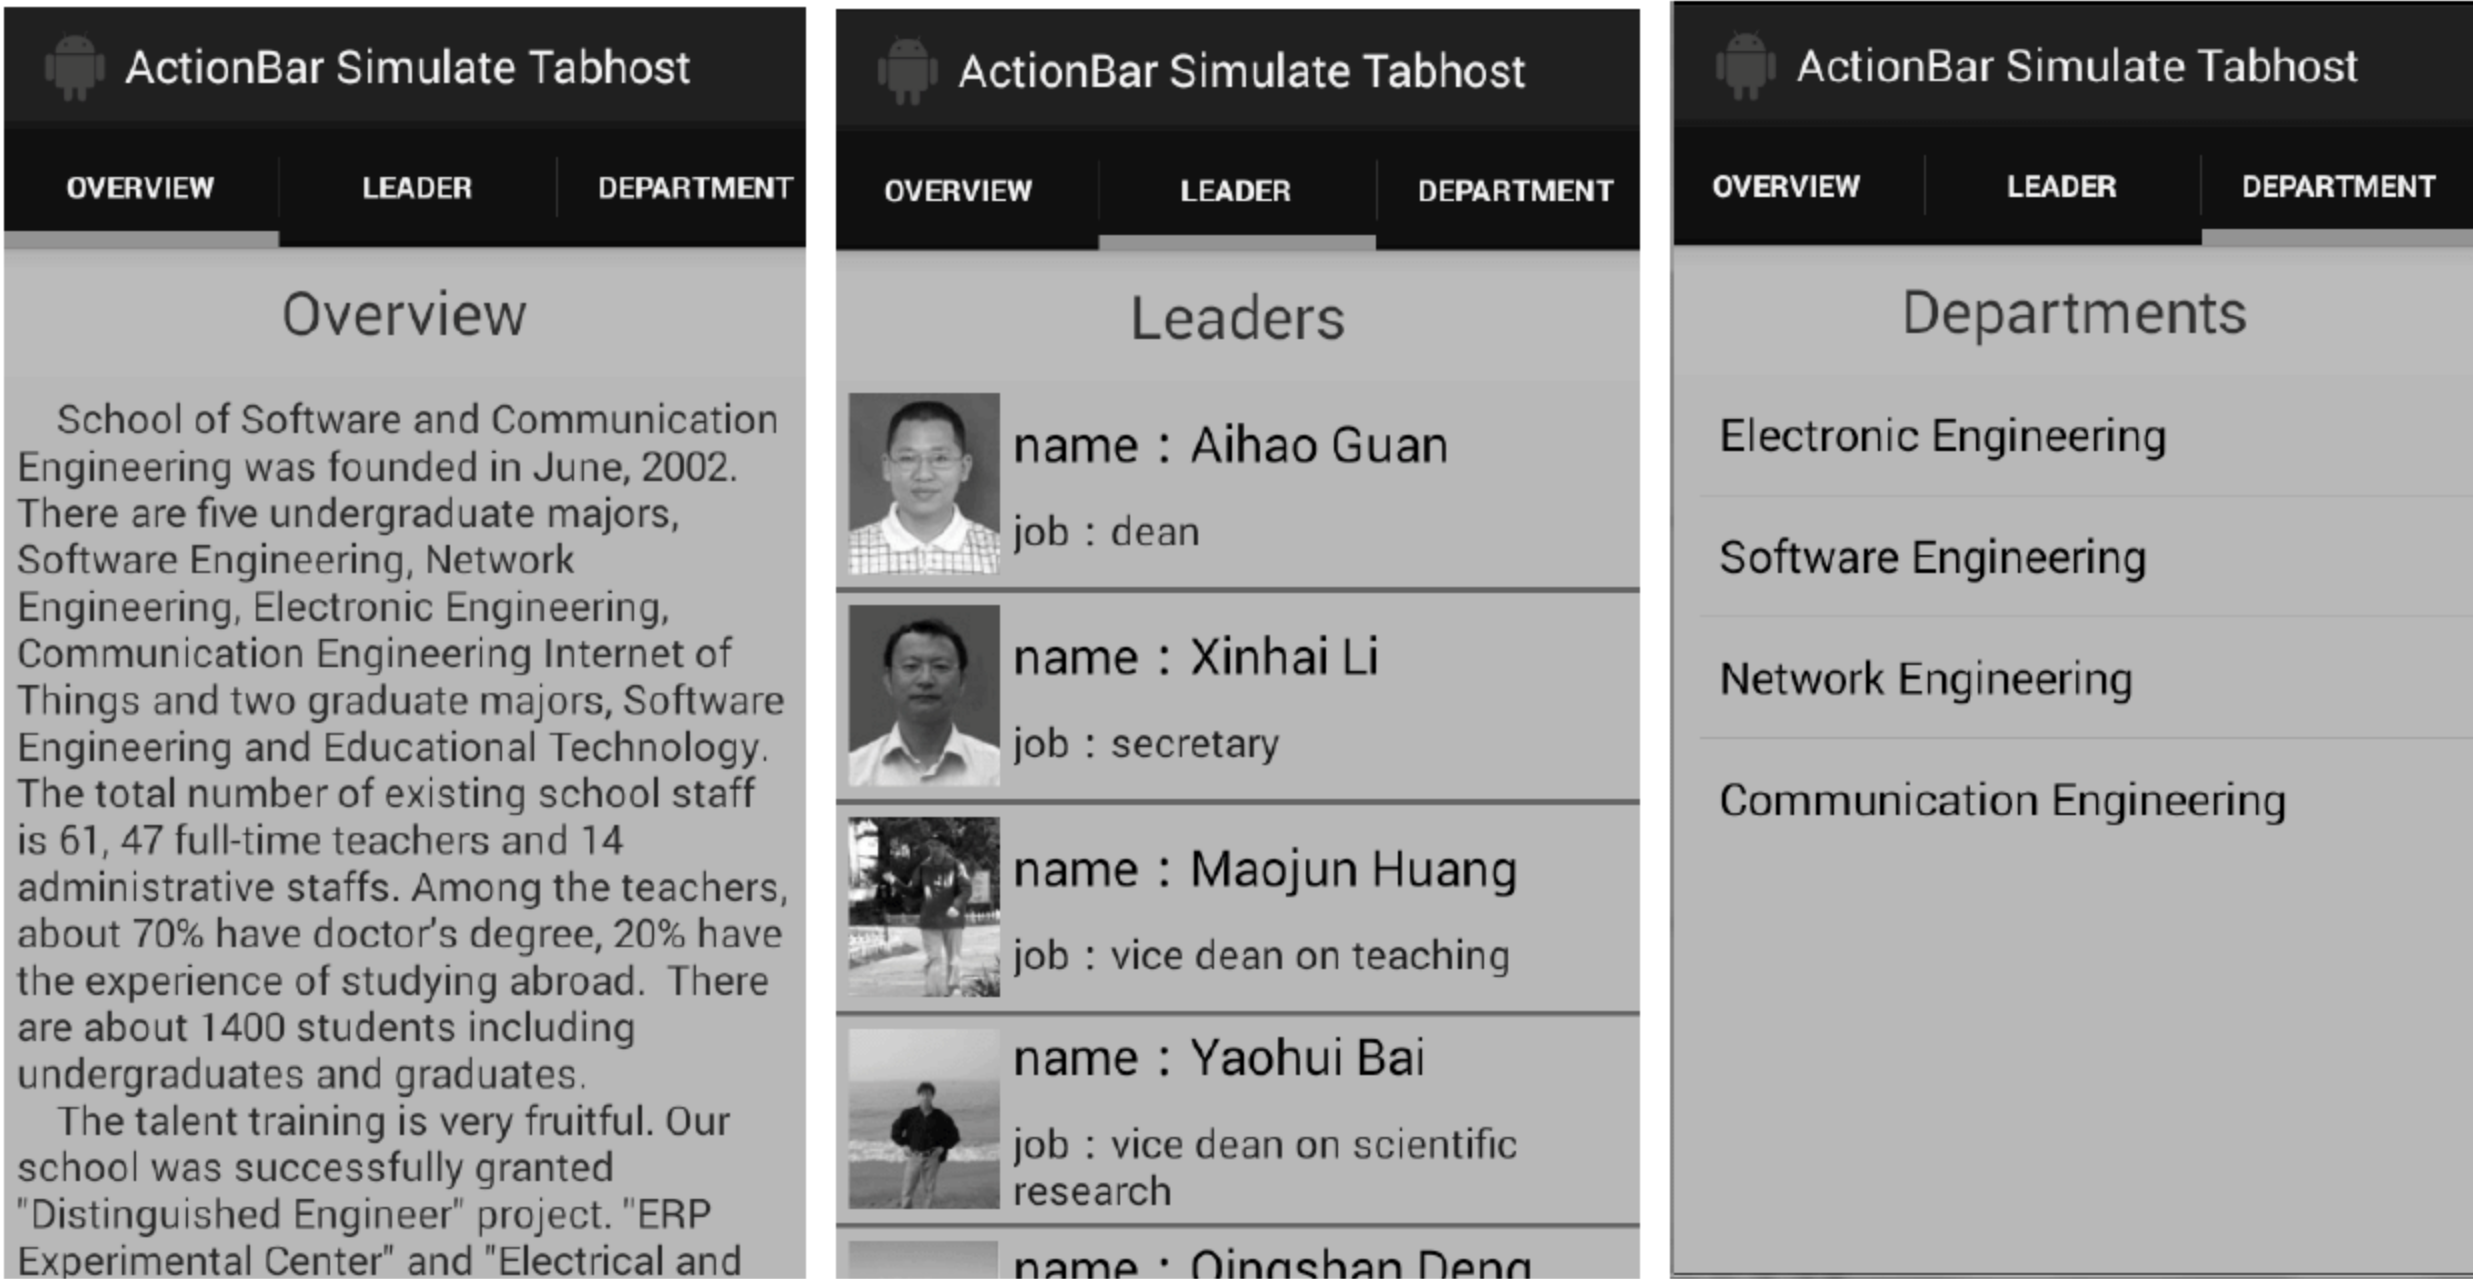 ActionBar Simulate Tabhost
OVERVIEW LEADER DEPARTMENT
Overview
School of Software and Communication
Engineering was founded in June, 2002.
There are five undergraduate majors,
Software Engineering, Network
Engineering, Electronic Engineering,
Communication Engineering Internet of
Things and two graduate majors, Software
Engineering and Educational Technology.
The total number of existing school staff
is 61, 47 full-time teachers and 14
administrative staffs. Among the teachers,
about 70% have doctor's degree, 20% have
the experience of studying abroad.  There
are about 1400 students including
undergraduates and graduates.
The talent training is very fruitful. Our
school was successfully granted
"Distinguished Engineer" project. "ERP
Experimental Center" and "Electrical and
ActionBar Simulate Tabhost
OVERVIEW LEADER DEPARTMENT
Leaders
name : Aihao Guan
job : dean
name : Xinhai Li
job : secretary
name : Maojun Huang
job : vice dean on teaching
name : Yaohui Bai
job : vice dean on scientific
research
name : Qingshan Deng
ActionBar Simulate Tabhost
OVERVIEW LEADER DEPARTMENT
Departments
Electronic Engineering
Software Engineering
Network Engineering
Communication Engineering